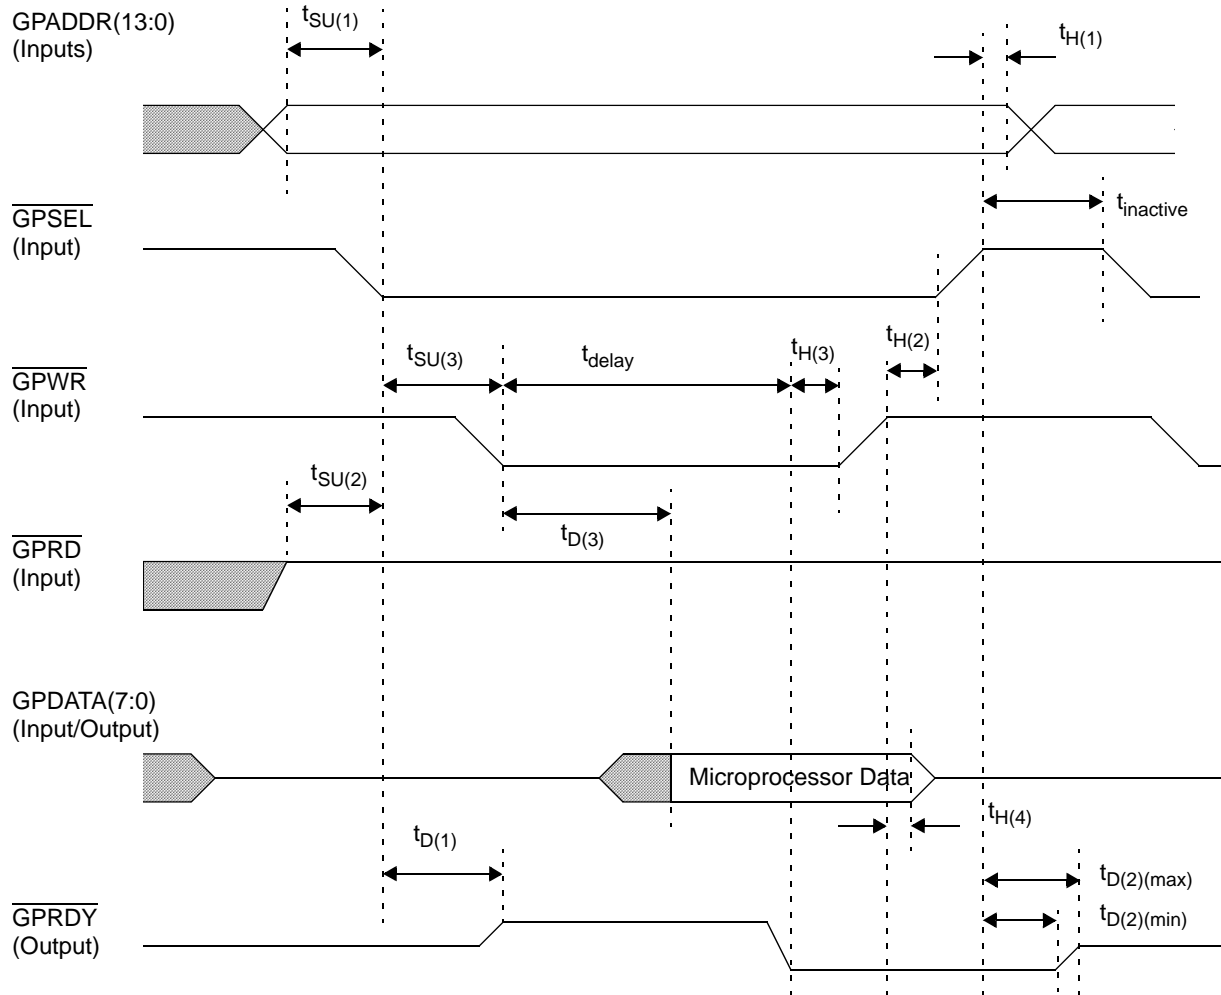 GPADDR(13:0)
(Inputs)
tSU(1)
tH(1)
GPSEL
(Input)
tinactive
GPWR
(Input)
tSU(3)
tdelay
tH(3)
tH(2)
tSU(2)
tD(3)
GPRD
(Input)
GPDATA(7:0)
(Input/Output)
Microprocessor Data
tH(4)
tD(1)
tD(2)(max)
GPRDY
(Output)
tD(2)(min)